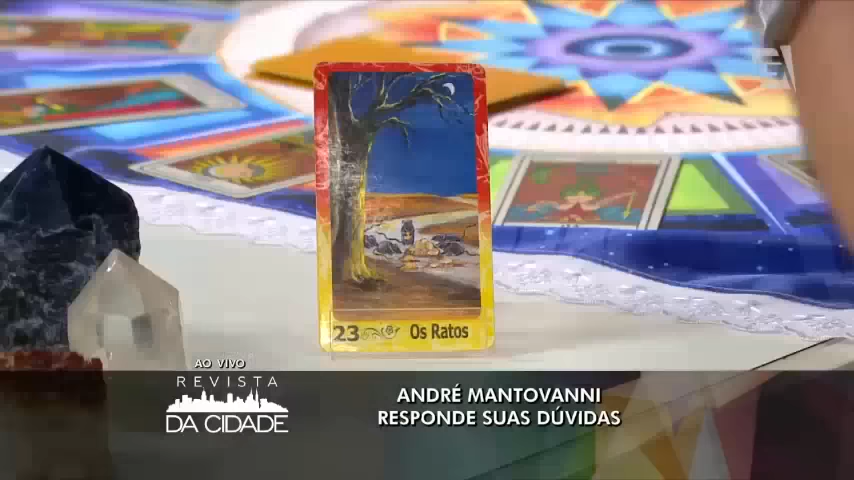 23 Os Ratos
AO VIVO
REVISTA
DA CIDADE
ANDRÉ MANTOVANNI
RESPONDE SUAS DÚVIDAS